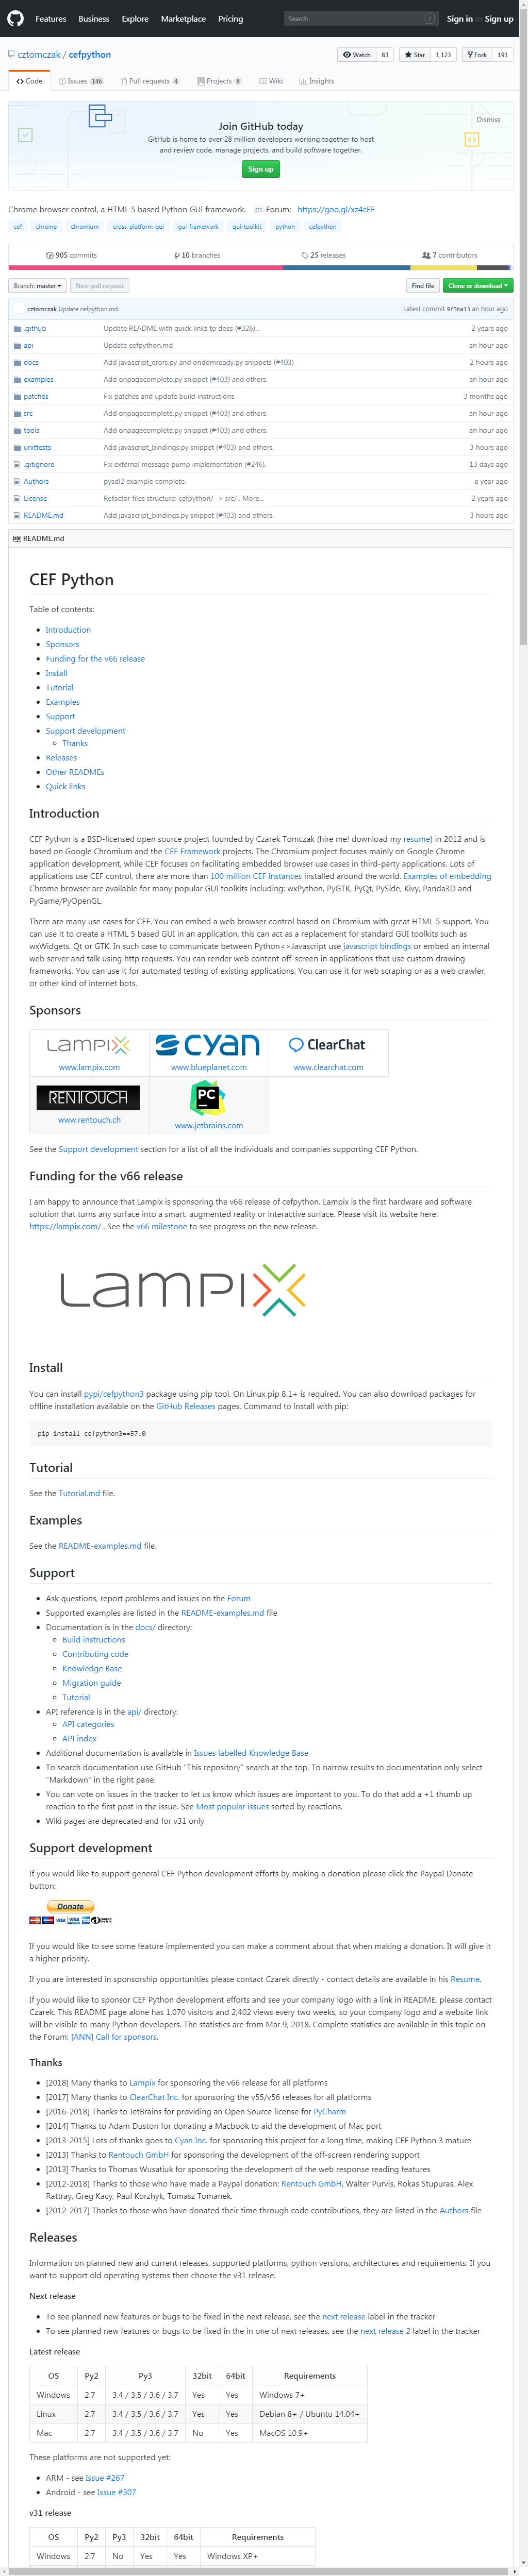 Features Business Explore Marketplace Pricing Search / Sign in or Sign up
cztomczak / cefpython Watch 83 Star 1,123 Fork 191
Code Issues 146 Pull requests 4 Projects 8 Wiki Insights
Join GitHub today
Dismiss
GitHub is home to over 28 million developers working together to host
and review code, manage projects, and build software together.
Sign up
Chrome browser control, a HTML 5 based Python GUI framework. Forum: https://goo.gl/xz4cEF
cef chrome chromium cross-platform-gui gui-framework gui-toolkit python cefpython
905 commits 10 branches 25 releases 7 contributors
Branch: master New pull request Find file Clone or download
cztomczak Update cefpython.md Latest commit 9f3ba13 an hour ago
.github Update README with quick links to docs (#326)... 2 years ago
api Update cefpython.md an hour ago
docs Add javascript_erors.py and ondomready.py snippets (#403) 2 hours ago
examples Add onpagecomplete.py snippet (#403) and others. an hour ago
patches Fix patches and update build instructions 3 months ago
src Add onpagecomplete.py snippet (#403) and others. an hour ago
tools Add onpagecomplete.py snippet (#403) and others. an hour ago
unittests Add javascript_bindings.py snippet (#403) and others. 3 hours ago
.gitignore Fix external message pump implementation (#246). 13 days ago
Authors pysdl2 example complete. a year ago
License Refactor files structure: cefpython/ -> src/ . More... 2 years ago
README.md Add javascript_bindings.py snippet (#403) and others. 3 hours ago
README.md
CEF Python
Table of contents:
Introduction
Sponsors
Funding for the v66 release
Install
Tutorial
Examples
Support
Support development
Thanks
Releases
Other READMEs
Quick links
Introduction
CEF Python is a BSD-licensed open source project founded by Czarek Tomczak (hire me! download my resume) in 2012 and is
based on Google Chromium and the CEF Framework projects. The Chromium project focuses mainly on Google Chrome
application development, while CEF focuses on facilitating embedded browser use cases in third-party applications. Lots of
applications use CEF control, there are more than 100 million CEF instances installed around the world. Examples of embedding
Chrome browser are available for many popular GUI toolkits including: wxPython, PyGTK, PyQt, PySide, Kivy, Panda3D and
PyGame/PyOpenGL.
There are many use cases for CEF. You can embed a web browser control based on Chromium with great HTML 5 support. You
can use it to create a HTML 5 based GUI in an application, this can act as a replacement for standard GUI toolkits such as
wxWidgets, Qt or GTK. In such case to communicate between Python<>Javascript use javascript bindings or embed an internal
web server and talk using http requests. You can render web content off-screen in applications that use custom drawing
frameworks. You can use it for automated testing of existing applications. You can use it for web scraping or as a web crawler,
or other kind of internet bots.
Sponsors
LAMPIX CYAN ClearChat
www.lampix.com www.blueplanet.com www.clearchat.com
RENTOUCH PC
www.rentouch.ch www.jetbrains.com
See the Support development section for a list of all the individuals and companies supporting CEF Python.
Funding for the v66 release
I am happy to announce that Lampix is sponsoring the v66 release of cefpython. Lampix is the first hardware and software
solution that turns any surface into a smart, augmented reality or interactive surface. Please visit its website here:
https://lampix.com/ . See the v66 milestone to see progress on the new release.
LAMPIX
Install
You can install pypi/cefpython3 package using pip tool. On Linux pip 8.1+ is required. You can also download packages for
offline installation available on the GitHub Releases pages. Command to install with pip:
pip install cefpython3==57.0
Tutorial
See the Tutorial.md file.
Examples
See the README-examples.md file.
Support
Ask questions, report problems and issues on the Forum
Supported examples are listed in the README-examples.md file
Documentation is in the docs/ directory:
Build instructions
Contributing code
Knowledge Base
Migration guide
Tutorial
API reference is in the api/ directory:
API categories
API index
Additional documentation is available in Issues labelled Knowledge Base
To search documentation use GitHub "This repository" search at the top. To narrow results to documentation only select
"Markdown" in the right pane.
You can vote on issues in the tracker to let us know which issues are important to you. To do that add a +1 thumb up
reaction to the first post in the issue. See Most popular issues sorted by reactions.
Wiki pages are deprecated and for v31 only
Support development
If you would like to support general CEF Python development efforts by making a donation please click the Paypal Donate
button:
Donate
If you would like to see some feature implemented you can make a comment about that when making a donation. It will give it
a higher priority.
If you are interested in sponsorship opportunities please contact Czarek directly - contact details are available in his Resume.
If you would like to sponsor CEF Python development efforts and see your company logo with a link in README, please contact
Czarek. This README page alone has 1,070 visitors and 2,402 views every two weeks, so your company logo and a website link
will be visible to many Python developers. The statistics are from Mar 9, 2018. Complete statistics are available in this topic on
the Forum: [ANN] Call for sponsors.
Thanks
[2018] Many thanks to Lampix for sponsoring the v66 release for all platforms
[2017] Many thanks to ClearChat Inc. for sponsoring the v55/v56 releases for all platforms
[2016-2018] Thanks to JetBrains for providing an Open Source license for PyCharm
[2014] Thanks to Adam Duston for donating a Macbook to aid the development of Mac port
[2013-2015] Lots of thanks goes to Cyan Inc. for sponsoring this project for a long time, making CEF Python 3 mature
[2013] Thanks to Rentouch GmbH for sponsoring the development of the off-screen rendering support
[2013] Thanks to Thomas Wusatiuk for sponsoring the development of the web response reading features
[2012-2018] Thanks to those who have made a Paypal donation: Rentouch GmbH, Walter Purvis, Rokas Stupuras, Alex
Rattray, Greg Kacy, Paul Korzhyk, Tomasz Tomanek.
[2012-2017] Thanks to those who have donated their time through code contributions, they are listed in the Authors file
Releases
Information on planned new and current releases, supported platforms, python versions, architectures and requirements. If you
want to support old operating systems then choose the v31 release.
Next release
To see planned new features or bugs to be fixed in the next release, see the next release label in the tracker
To see planned new features or bugs to be fixed in the in one of next releases, see the next release 2 label in the tracker
Latest release
OS Py2 Py3 32bit 64bit Requirements
Windows 2.7 3.4 / 3.5 / 3.6 / 3.7 Yes Yes Windows 7+
Linux 2.7 3.4 / 3.5 / 3.6 / 3.7 Yes Yes Debian 8+ / Ubuntu 14.04+
Mac 2.7 3.4 / 3.5 / 3.6 / 3.7 No Yes MacOS 10.9+
These platforms are not supported yet:
ARM - see Issue #267
Android - see Issue #307
v31 release
OS Py2 Py3 32bit 64bit Requirements
Windows 2.7 No Yes Yes Windows XP+